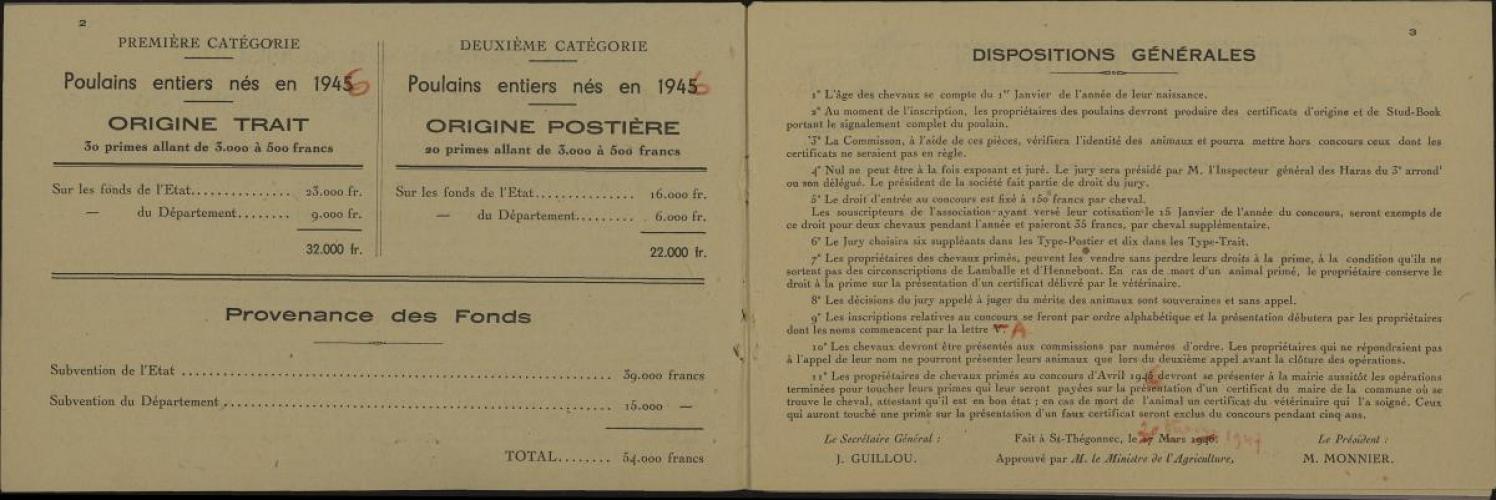 2
PREMIÈRE CATÉGORIE
Poulains entiers nés en 1945 6
ORIGINE TRAIT
30 primes allant de 3.000 à 500 francs
Sur les fonds de l'Etat.............. 23.000 fr.
— du Département........ 9.000 fr.
32.000 fr.
DEUXIÈME CATÉGORIE
Poulains entiers nés en 1945 6
ORIGINE POSTIÈRE
20 primes allant de 3.000 à 500 francs
Sur les fonds de l'Etat.............. 16.000 fr.
— du Département......... 6.000 fr.
22.000 fr.
Provenance des Fonds
Subvention de l'Etat ........ 39.000 francs
Subvention du Département ........ 15.000 —
TOTAL........ 54.000 francs
3
DISPOSITIONS GÉNÉRALES
1° L'âge des chevaux se compte du 1er Janvier de l'année de leur naissance.
2° Au moment de l'inscription, les propriétaires des poulains devront produire des certificats d'origine et de Stud-Book
portant le signalement complet du poulain.
3° La Commisson, à l'aide de ces pièces, vérifiera l'identité des animaux et pourra mettre hors concours ceux dont les
certificats ne seraient pas en règle.
4° Nul ne peut être à la fois exposant et juré. Le jury sera présidé par M. l'Inspecteur général des Haras du 3e arrondt
ou son délégué. Le président de la société fait partie de droit du jury.
5° Le droit d'entrée au concours est fixé à 150 francs par cheval.
Les souscripteurs de l'association ayant versé leur cotisation le 15 Janvier de l'année du concours, seront exempts de
ce droit pour deux chevaux pendant l'année et paieront 35 francs, par cheval supplémentaire.
6° Le Jury choisira six suppléants dans les Type-Postier et dix dans les Type-Trait.
7° Les propriétaires des chevaux primés, peuvent les vendre sans perdre leurs droits à la prime, à la condition qu'ils ne
sortent pas des circonscriptions de Lamballe et d'Hennebont. En cas de mort d'un animal primé, le propriétaire conserve le
droit à la prime sur la présentation d'un certificat délivré par le vétérinaire.
8° Les décisions du jury appelé à juger du mérite des animaux sont souveraines et sans appel.
9° Les inscriptions relatives au concours se feront par ordre alphabétique et la présentation débutera par les propriétaires
dont les noms commencent par la lettre V. A
10° Les chevaux devront être présentés aux commissions par numéros d'ordre. Les propriétaires qui ne répondraient pas
à l'appel de leur nom ne pourront présenter leurs animaux que lors du deuxième appel avant la clôture des opérations.
11° Les propriétaires de chevaux primés au concours d'Avril 1946 devront se présenter à la mairie aussitôt les opérations
terminées pour toucher leurs primes qui leur seront payées sur la présentation d'un certificat du maire de la commune où se
trouve le cheval, attestant qu'il est en bon état ; en cas de mort de l'animal un certificat du vétérinaire qui l'a soigné. Ceux
qui auront touché une prime sur la présentation d'un faux certificat seront exclus du concours pendant cinq ans.
Le Secrétaire Général :
J. GUILLOU.
Fait à St-Thégonnec, le 27 Mars 1946. 1947
Approuvé par M. le Ministre de l'Agriculture,
Le Président :
M. MONNIER.